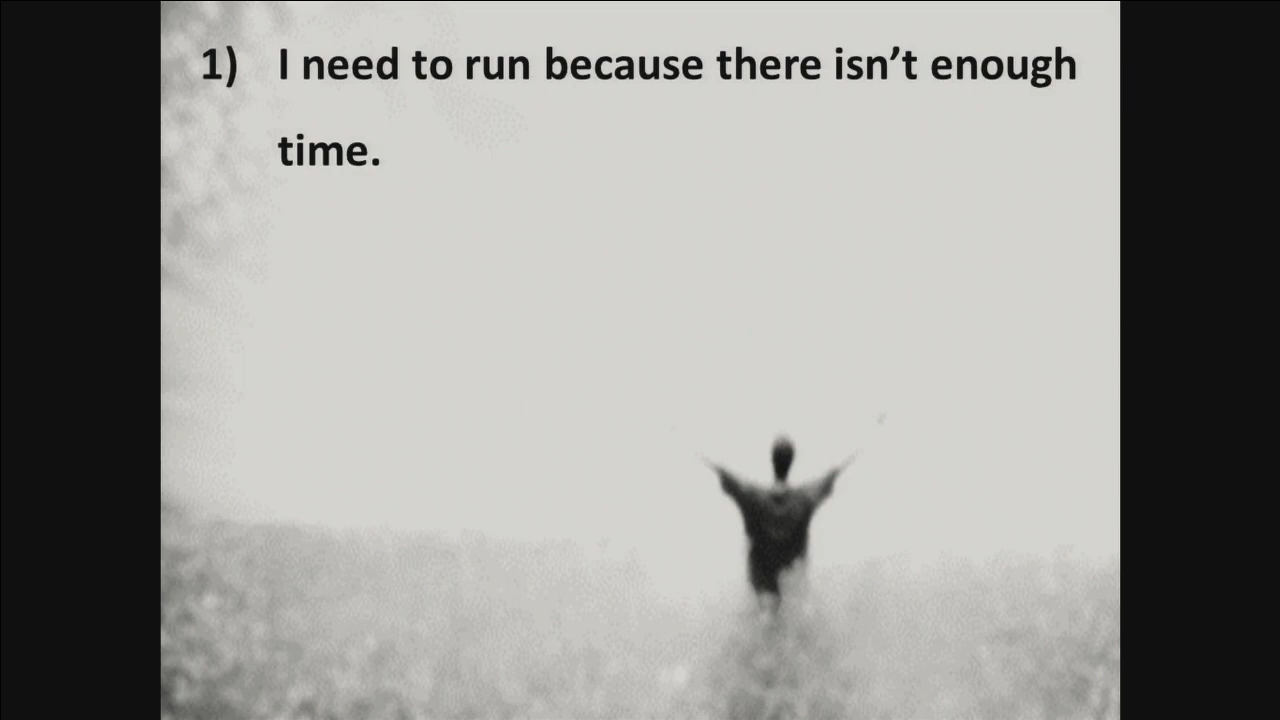 1) I need to run because there isn’t enough
time.